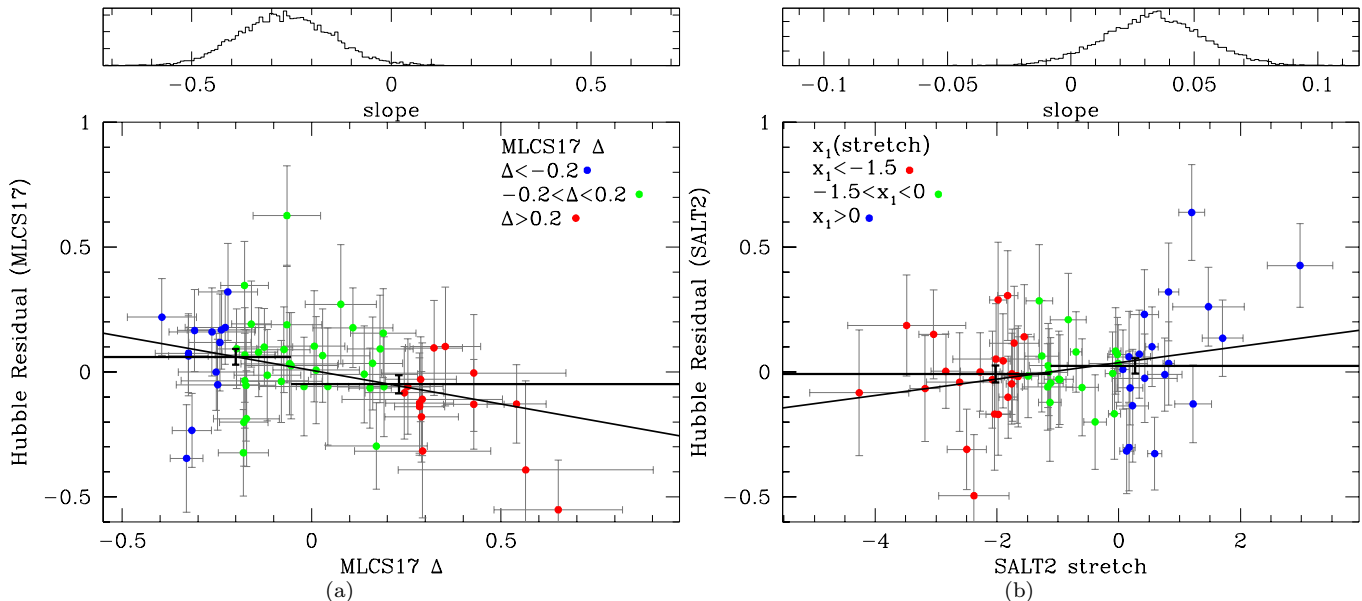 −0.5 0 0.5
slope
1
0.5
0
−0.5
Hubble Residual (MLCS17)
MLCS17 Δ
Δ<−0.2
−0.2<Δ<0.2
Δ>0.2
−0.5 0 0.5
MLCS17 Δ
(a)
−0.1 −0.05 0 0.05 0.1
slope
1
0.5
0
−0.5
Hubble Residual (SALT2)
x1(stretch)
x1<−1.5
−1.5<x1<0
x1>0
−4 −2 0 2
SALT2 stretch
(b)